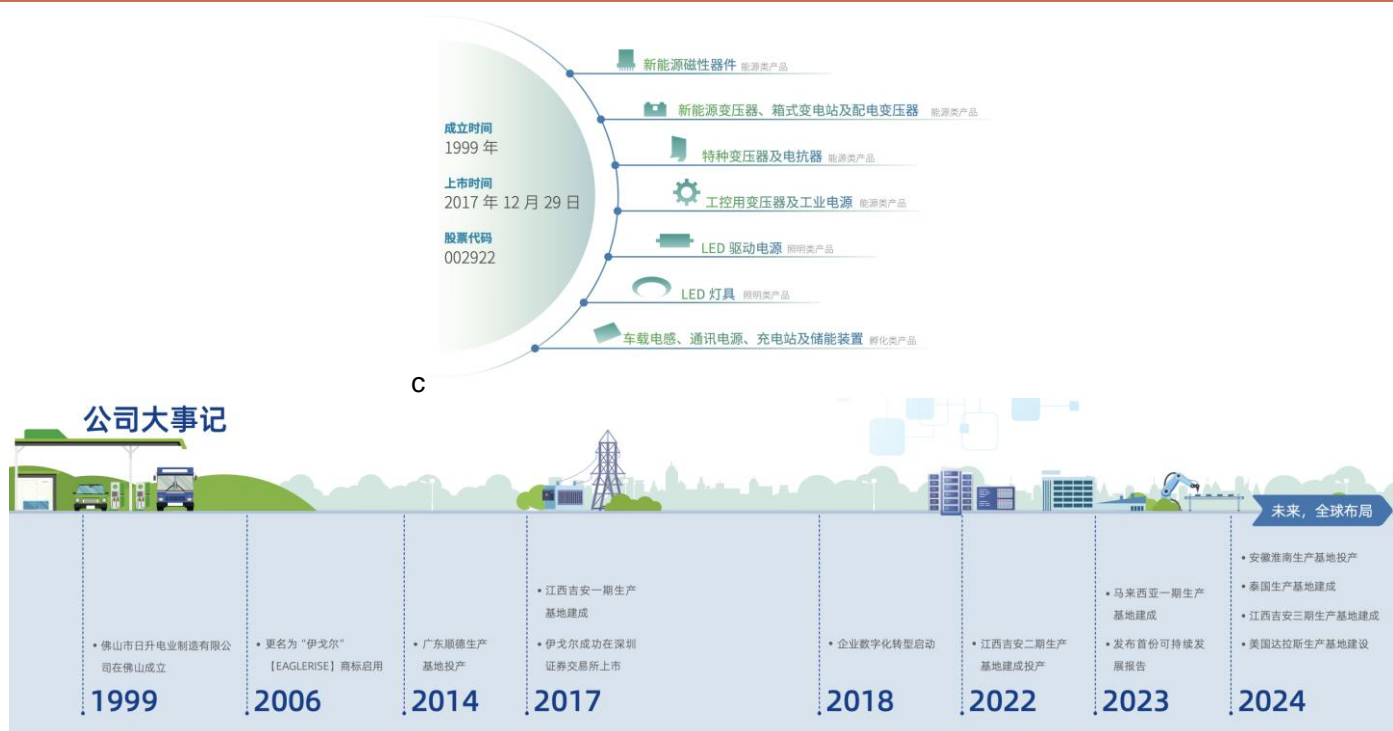 新能源磁性器件 能源类产品
新能源变压器、箱式变电站及配电变压器 能源类产品
成立时间
1999 年
特种变压器及电抗器 能源类产品
上市时间
2017 年 12 月 29 日
工控用变压器及工业电源 能源类产品
股票代码
002922
LED 驱动电源 照明类产品
LED 灯具 照明类产品
车载电感、通讯电源、充电站及储能装置 孵化类产品
C
公司大事记
未来，全球布局
• 佛山市日升电业制造有限公
司在佛山成立
1999
• 更名为“伊戈尔”
【EAGLERISE】商标启用
2006
• 广东顺德生产
基地投产
2014
• 江西吉安一期生产
基地建成
• 伊戈尔成功在深圳
证券交易所上市
2017
• 企业数字化转型启动
2018
• 江西吉安二期生产
基地建成投产
2022
• 马来西亚一期生产
基地建成
• 发布首份可持续发
展报告
2023
• 安徽淮南生产基地投产
• 泰国生产基地建成
• 江西吉安三期生产基地建成
• 美国达拉斯生产基地建设
2024